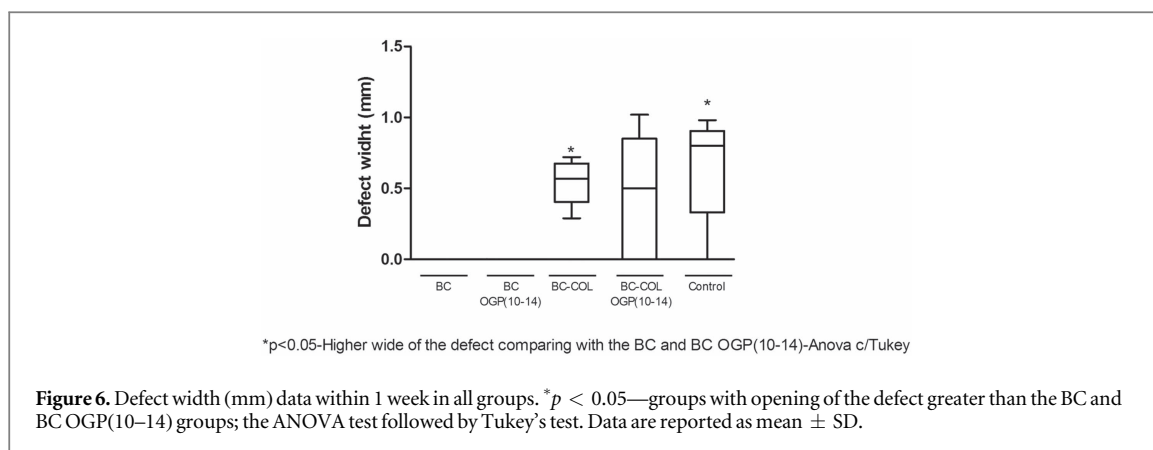 1.5
1.0
0.5
0.0
Defect widht (mm)
*
*
BC
BC
OGP(10-14)
BC-COL
BC-COL
OGP(10-14)
Control
*p<0.05-Higher wide of the defect comparing with the BC and BC OGP(10-14)-Anova c/Tukey
Figure 6. Defect width (mm) data within 1 week in all groups. *p < 0.05—groups with opening of the defect greater than the BC and
BC OGP(10–14) groups; the ANOVA test followed by Tukey's test. Data are reported as mean ± SD.